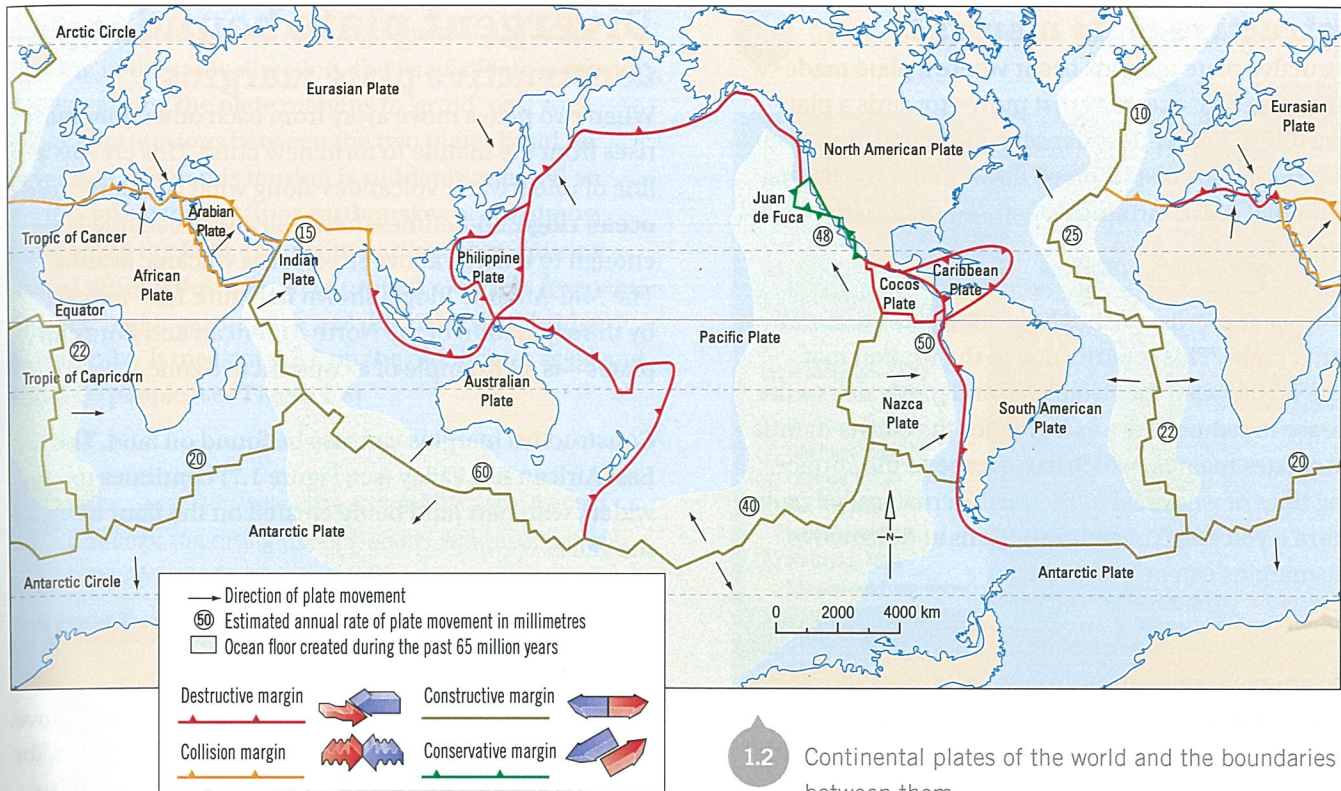 Arctic Circle
Eurasian Plate
North American Plate
10
Eurasian
Plate
Juan
de Fuca
48
25
Arabian
Plate
Tropic of Cancer
15
Indian
Plate
African
Plate
Philippine
Plate
Cocos
Plate
Caribbean
Plate
Equator
Pacific Plate
22
50
Tropic of Capricorn
Australian
Plate
Nazca
Plate
South American
Plate
22
20
60
40
20
Antarctic Plate
N
Antarctic Circle
Antarctic Plate
0 2000 4000 km
Direction of plate movement
50 Estimated annual rate of plate movement in millimetres
Ocean floor created during the past 65 million years
Destructive margin
Constructive margin
Collision margin
Conservative margin
1.2 Continental plates of the world and the boundaries
between them